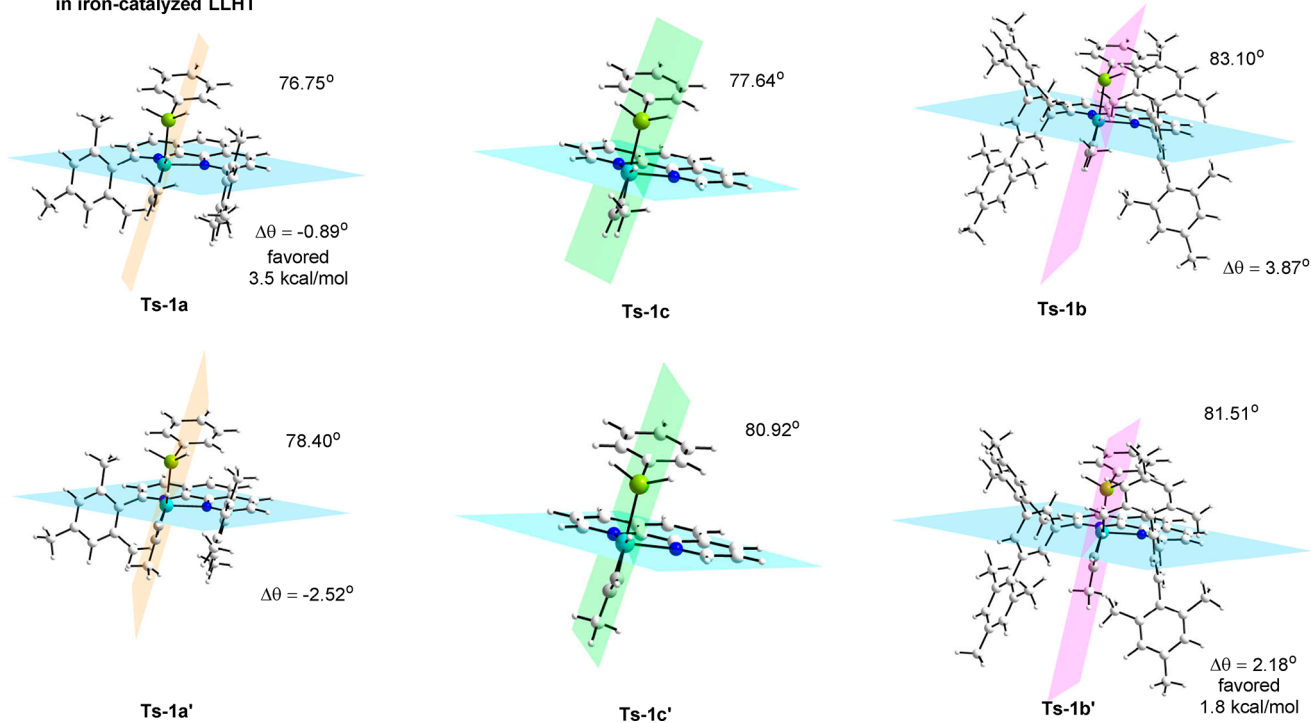 in iron-catalyzed LLHT
76.75°
Δθ = -0.89°
favored
3.5 kcal/mol
Ts-1a
77.64°
Ts-1c
83.10°
Δθ = 3.87°
Ts-1b
78.40°
Δθ = -2.52°
Ts-1a'
80.92°
Ts-1c'
81.51°
Δθ = 2.18°
favored
1.8 kcal/mol
Ts-1b'